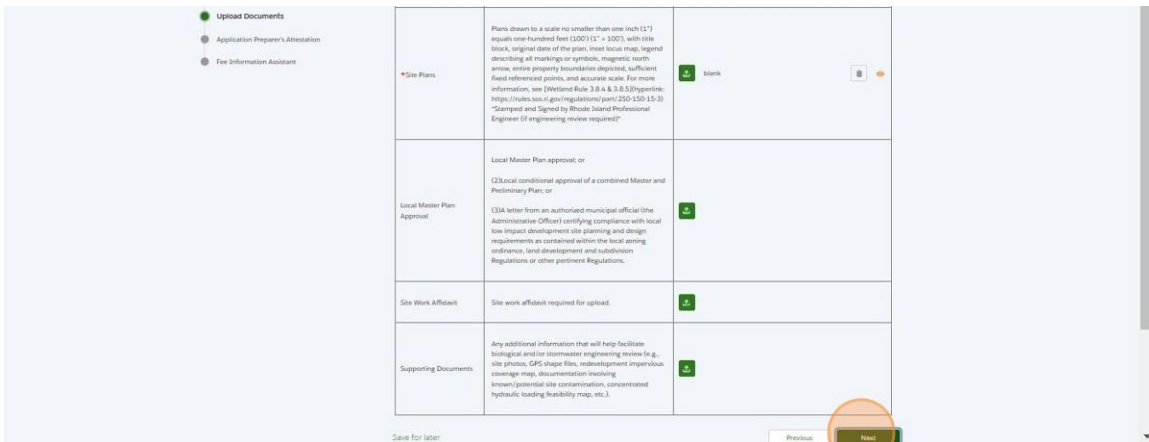 Upload Documents
Application Preparer's Attestation
Fee Information Assistant
*Site Plans
Plans drawn to a scale no smaller than one inch (1")
equals one-hundred feet (100') (1" = 100'), with title
block, original date of the plan, inset locus map, legend
describing all markings or symbols, magnetic north
arrow, entire property boundaries depicted, sufficient
fixed referenced points, and accurate scale. For more
information, see [Wetland Rule 3.8.4 & 3.8.5](hyperlink:
https://rules.sos.ri.gov/regulations/part/250-150-15-3)
*Stamped and Signed by Rhode Island Professional
Engineer (if engineering review required)*
blank
Local Master Plan
Approval
Local Master Plan approval; or
(2)Local conditional approval of a combined Master and
Preliminary Plan; or
(3)A letter from an authorized municipal official (the
Administrative Officer) certifying compliance with local
low impact development site planning and design
requirements as contained within the local zoning
ordinance, land development and subdivision
Regulations or other pertinent Regulations.
Site Work Affidavit
Site work affidavit required for upload.
Supporting Documents
Any additional information that will help facilitate
biological and/or stormwater engineering review (e.g.,
site photos, GPS shape files, redevelopment impervious
coverage map, documentation involving
known/potential site contamination, concentrated
hydraulic loading feasibility map, etc.).
Save for later
Previous
Next